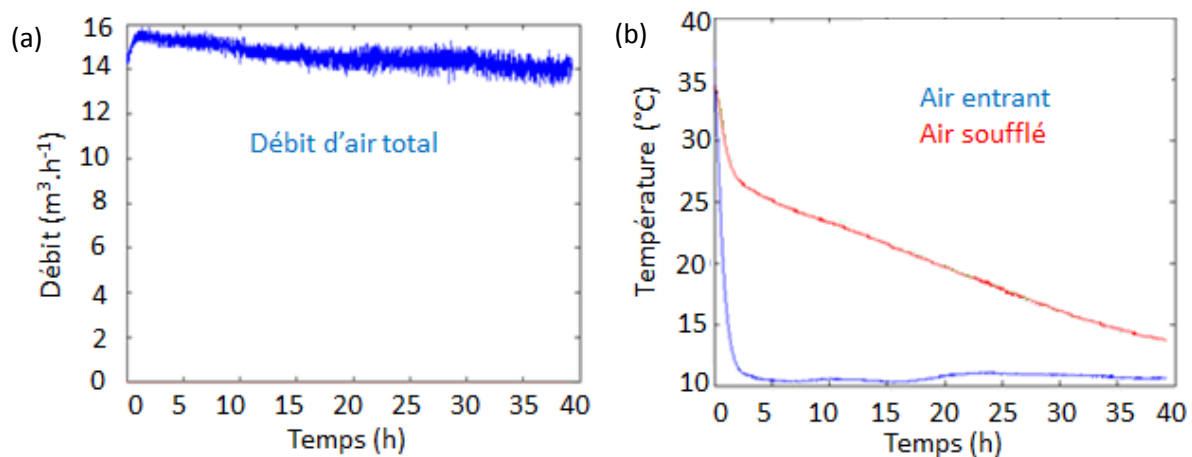 (a)
16
14
12
10
8
6
4
2
0
Débit (m³.h⁻¹)
Débit d'air total
0 5 10 15 20 25 30 35 40
Temps (h)
(b)
40
35
30
25
20
15
10
Température (°C)
Air entrant
Air soufflé
0 5 10 15 20 25 30 35 40
Temps (h)